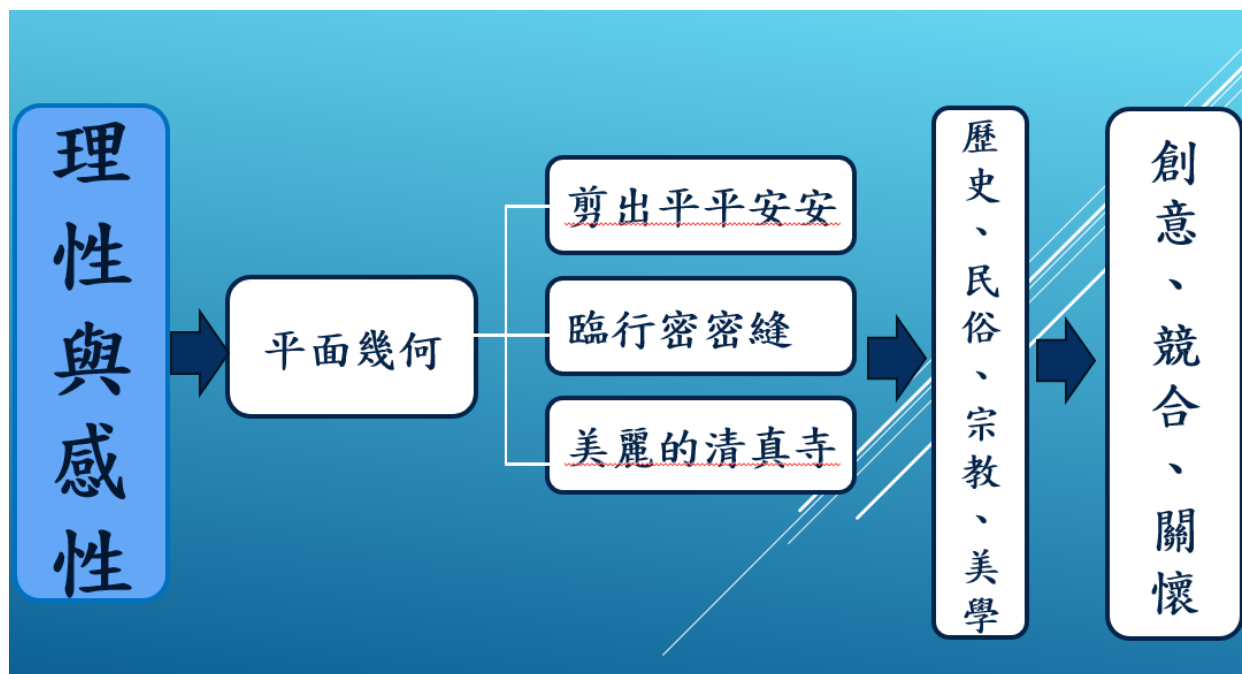 理性與感性
平面幾何
剪出平平安安
臨行密密縫
美麗的清真寺
歷史、民俗、宗教、美學
創意、競合、關懷